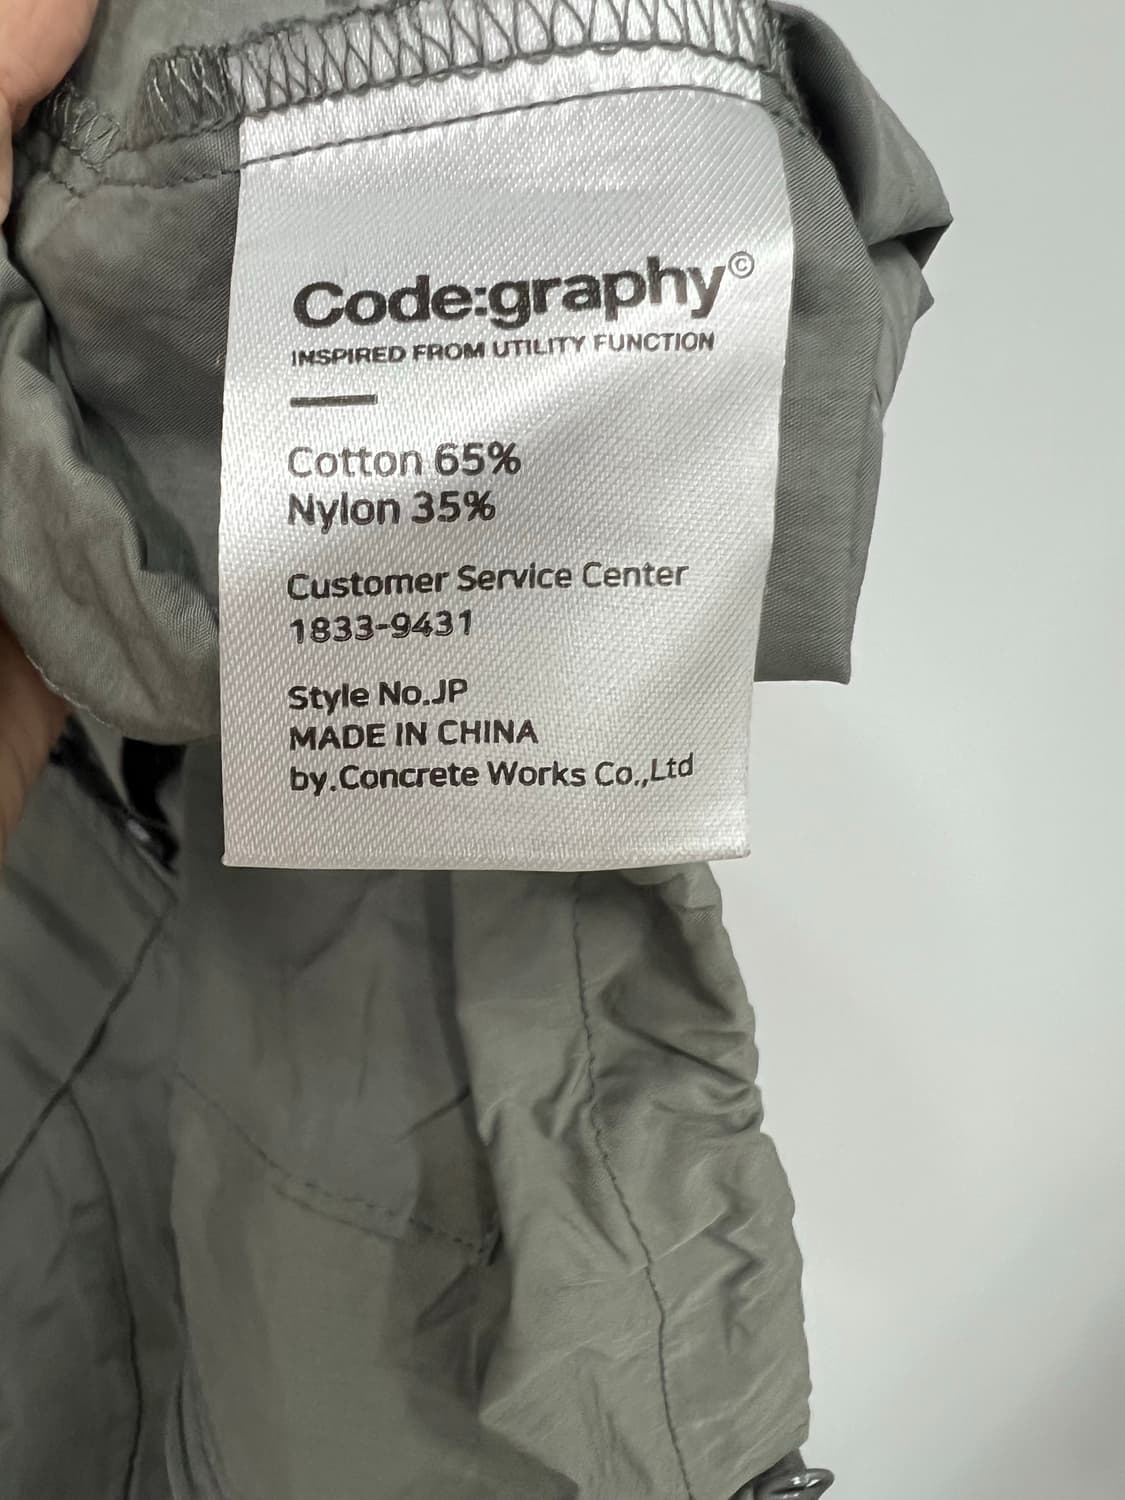 Code:graphy©
INSPIRED FROM UTILITY FUNCTION
Cotton 65%
Nylon 35%
Customer Service Center
1833-9431
Style No.JP
MADE IN CHINA
by.Concrete Works Co.,Ltd